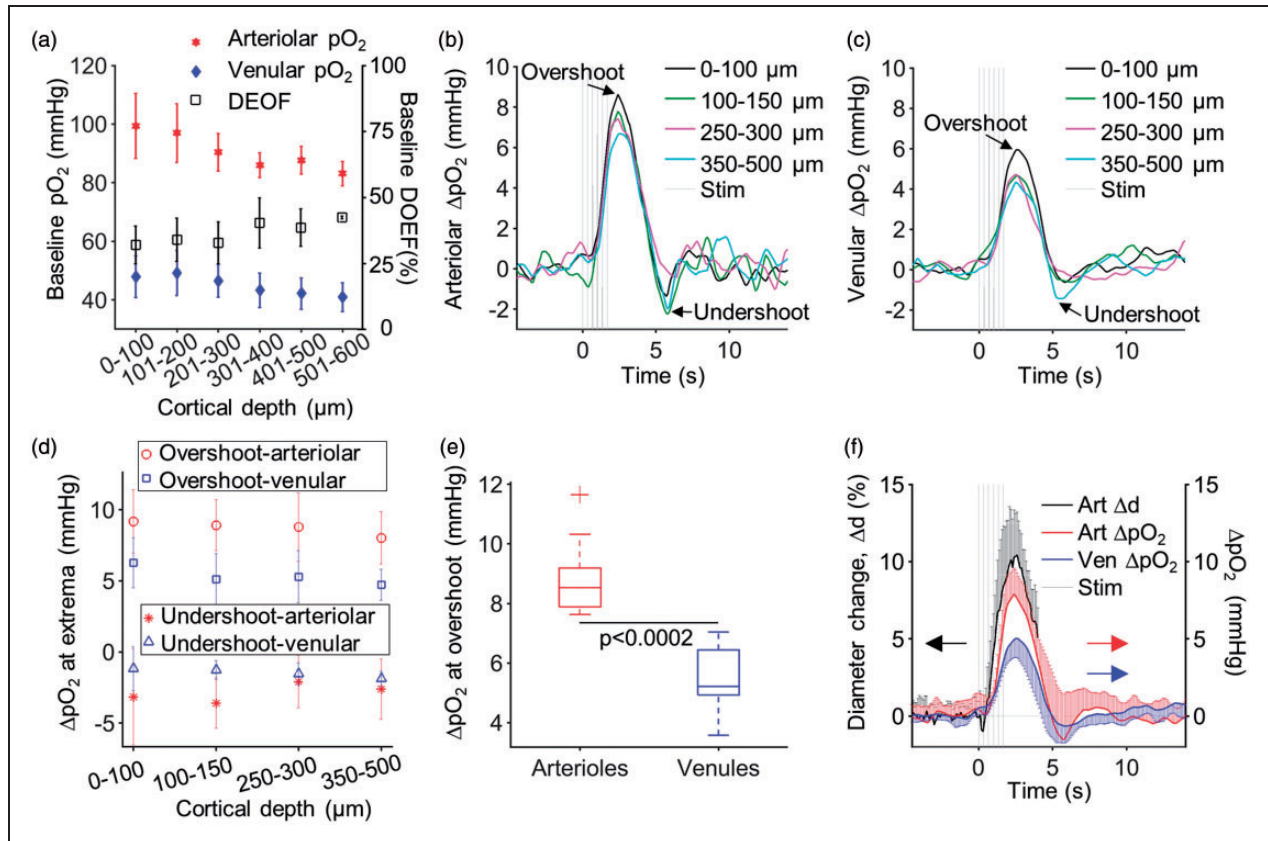 (a)
Arteriolar pO₂
Venular pO₂
DEOF
120
100
80
60
40
Baseline pO₂ (mmHg)
100
75
50
25
0
Baseline DOEF(%)
0-100
101-200
201-300
301-400
401-500
501-600
Cortical depth (µm)
(b)
Overshoot
0-100 µm
100-150 µm
250-300 µm
350-500 µm
Stim
Undershoot
10
8
6
4
2
0
-2
Arteriolar ΔpO₂ (mmHg)
0
5
10
Time (s)
(c)
Overshoot
0-100 µm
100-150 µm
250-300 µm
350-500 µm
Stim
Undershoot
10
8
6
4
2
0
-2
Venular ΔpO₂ (mmHg)
0
5
10
Time (s)
(d)
Overshoot-arteriolar
Overshoot-venular
Undershoot-arteriolar
Undershoot-venular
10
5
0
-5
ΔpO₂ at extrema (mmHg)
0-100
100-150
250-300
350-500
Cortical depth (µm)
(e)
12
10
8
6
4
ΔpO₂ at overshoot (mmHg)
p<0.0002
Arterioles
Venules
(f)
15
10
5
0
Diameter change, Δd (%)
Art Δd
Art ΔpO₂
Ven ΔpO₂
Stim
15
10
5
0
ΔpO₂ (mmHg)
0
5
10
Time (s)